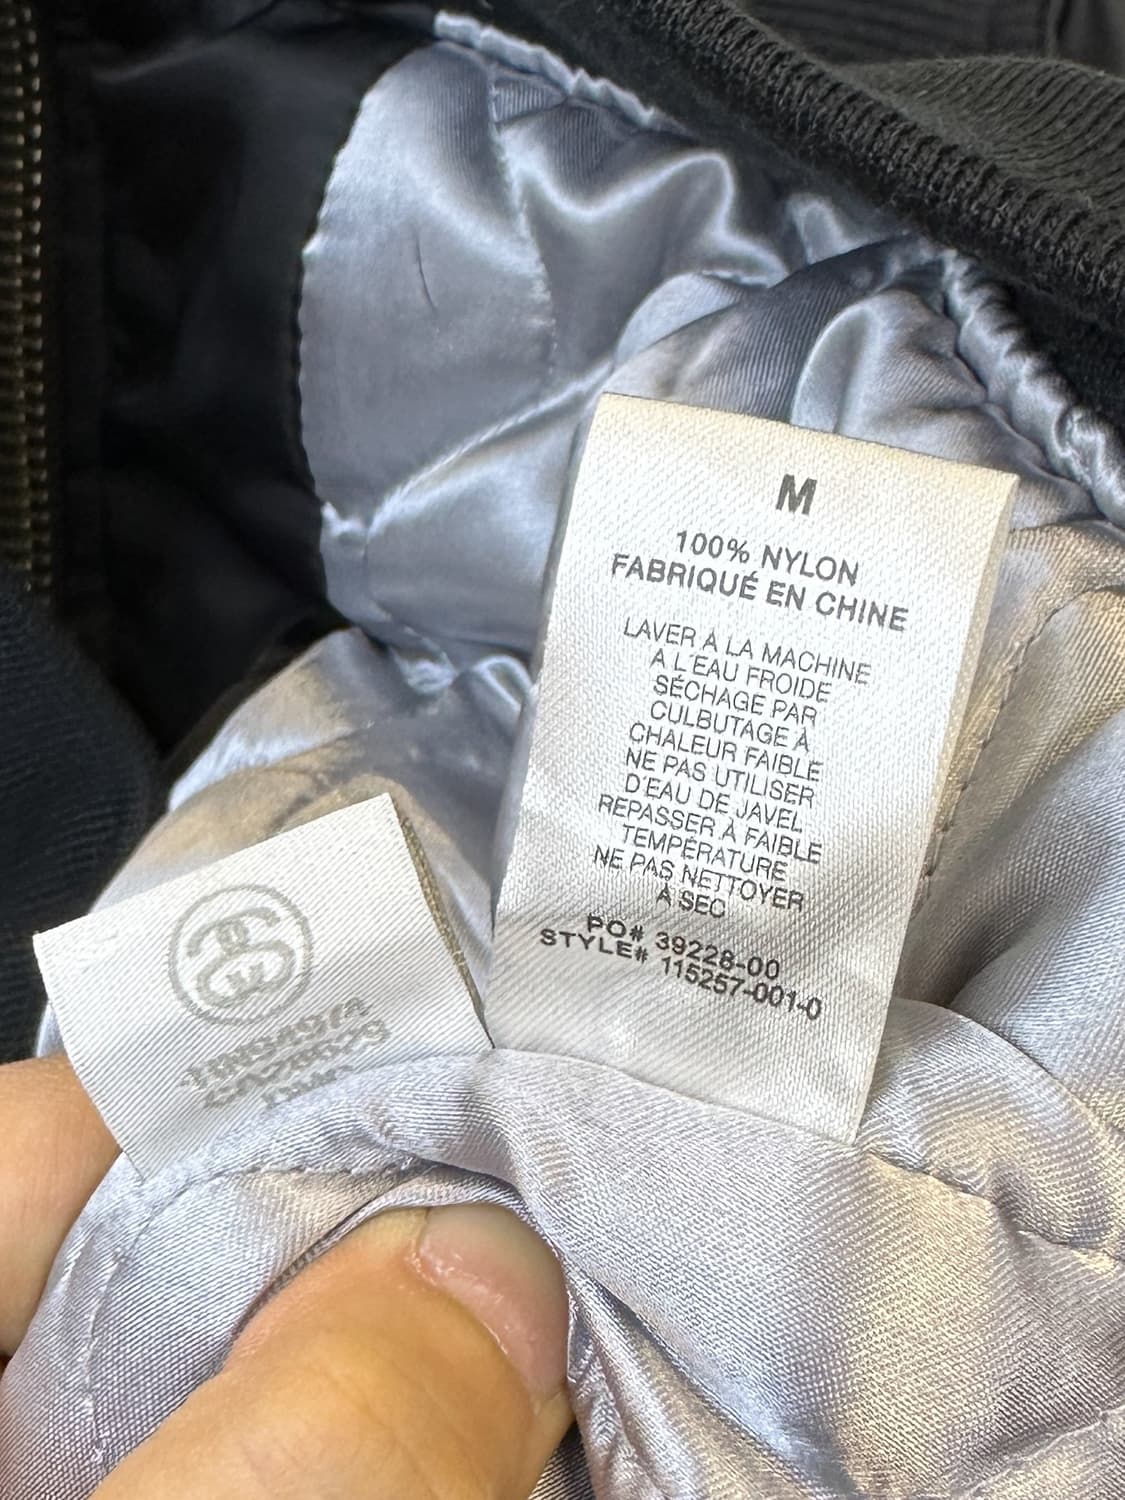 M
100% NYLON
FABRIQUÉ EN CHINE
LAVER A LA MACHINE
A L'EAU FROIDE
SÉCHAGE PAR
CULBUTAGE À
CHALEUR FAIBLE
NE PAS UTILISER
D'EAU DE JAVEL
REPASSER À FAIBLE
TEMPÉRATURE
NE PAS NETTOYER
A SEC
PO# 39228-00
STYLE# 115257-001-0